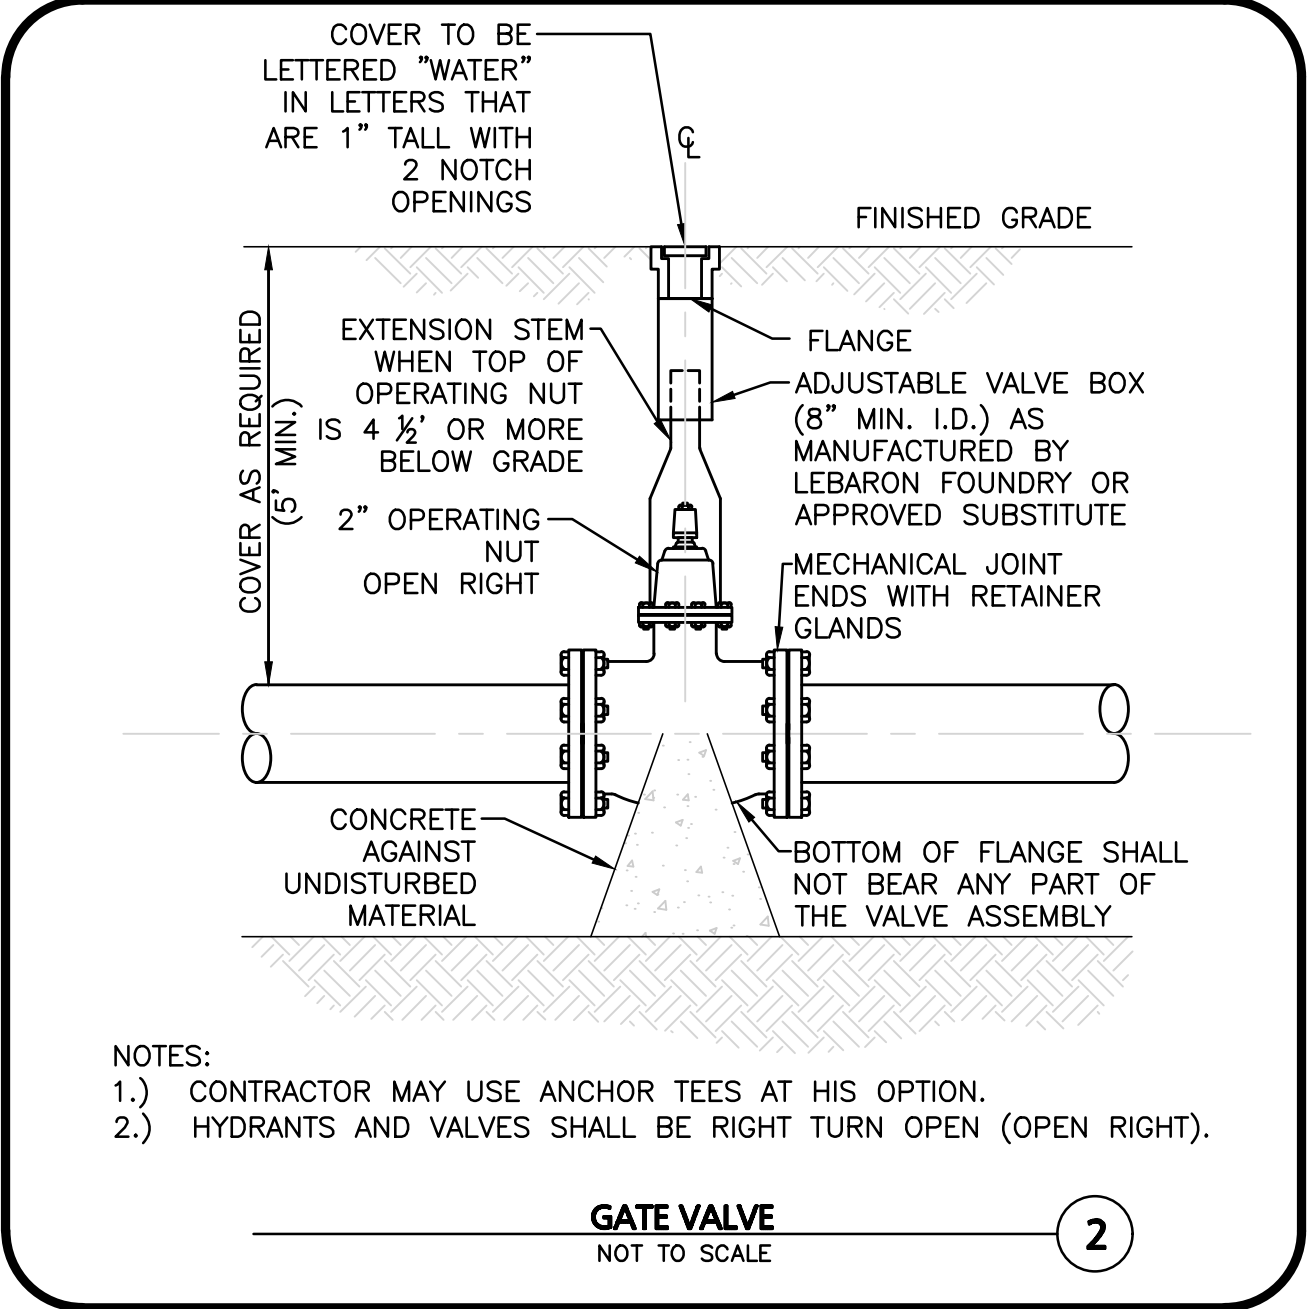 COVER TO BE
LETTERED "WATER"
IN LETTERS THAT
ARE 1" TALL WITH
2 NOTCH
OPENINGS
℄
FINISHED GRADE
COVER AS REQUIRED
(5' MIN.)
EXTENSION STEM
WHEN TOP OF
OPERATING NUT
IS 4 ½' OR MORE
BELOW GRADE
FLANGE
ADJUSTABLE VALVE BOX
(8" MIN. I.D.) AS
MANUFACTURED BY
LEBARON FOUNDRY OR
APPROVED SUBSTITUTE
2" OPERATING
NUT
OPEN RIGHT
MECHANICAL JOINT
ENDS WITH RETAINER
GLANDS
CONCRETE
AGAINST
UNDISTURBED
MATERIAL
BOTTOM OF FLANGE SHALL
NOT BEAR ANY PART OF
THE VALVE ASSEMBLY
NOTES:
1.) CONTRACTOR MAY USE ANCHOR TEES AT HIS OPTION.
2.) HYDRANTS AND VALVES SHALL BE RIGHT TURN OPEN (OPEN RIGHT).
GATE VALVE
NOT TO SCALE
2